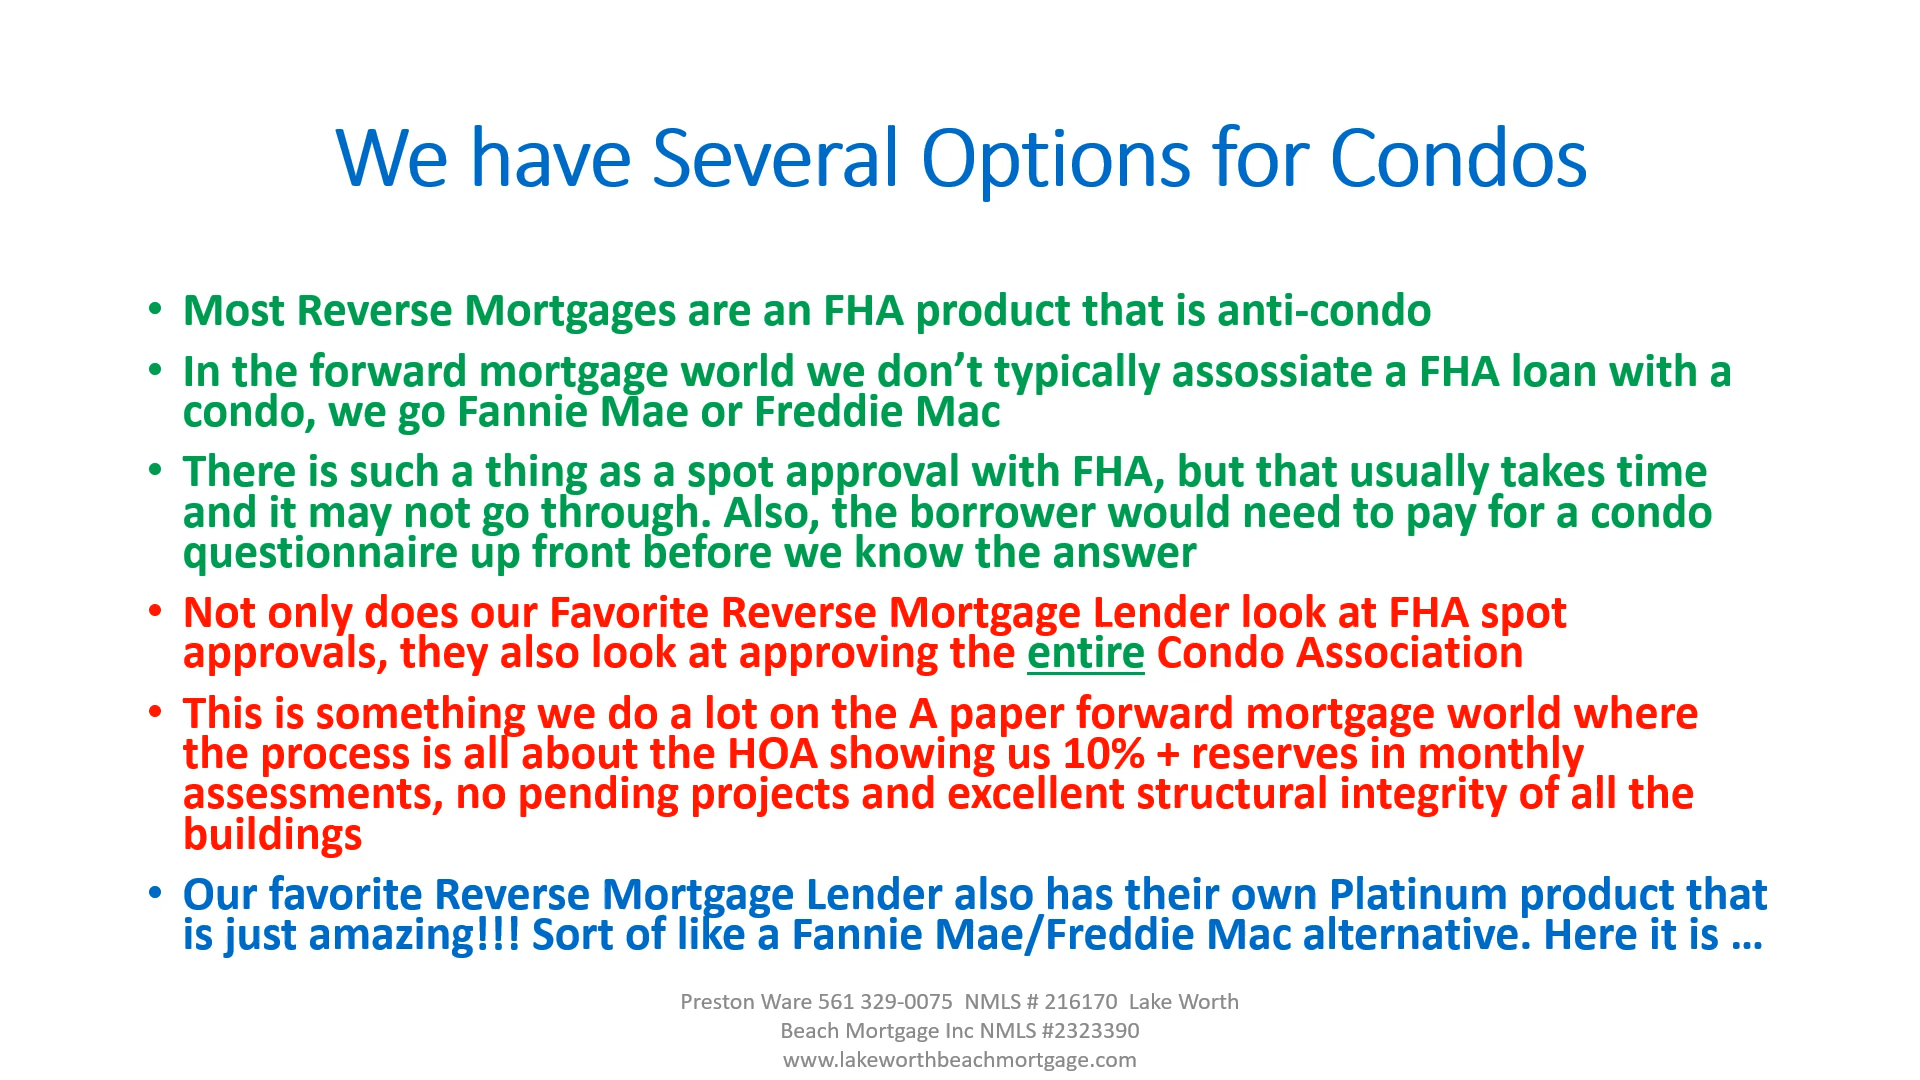 We have Several Options for Condos
• Most Reverse Mortgages are an FHA product that is anti-condo
• In the forward mortgage world we don’t typically assossiate a FHA loan with a
condo, we go Fannie Mae or Freddie Mac
• There is such a thing as a spot approval with FHA, but that usually takes time
and it may not go through. Also, the borrower would need to pay for a condo
questionnaire up front before we know the answer
• Not only does our Favorite Reverse Mortgage Lender look at FHA spot
approvals, they also look at approving the entire Condo Association
• This is something we do a lot on the A paper forward mortgage world where
the process is all about the HOA showing us 10% + reserves in monthly
assessments, no pending projects and excellent structural integrity of all the
buildings
• Our favorite Reverse Mortgage Lender also has their own Platinum product that
is just amazing!!! Sort of like a Fannie Mae/Freddie Mac alternative. Here it is …
Preston Ware 561 329-0075 NMLS # 216170 Lake Worth
Beach Mortgage Inc NMLS #2323390
www.lakeworthbeachmortgage.com